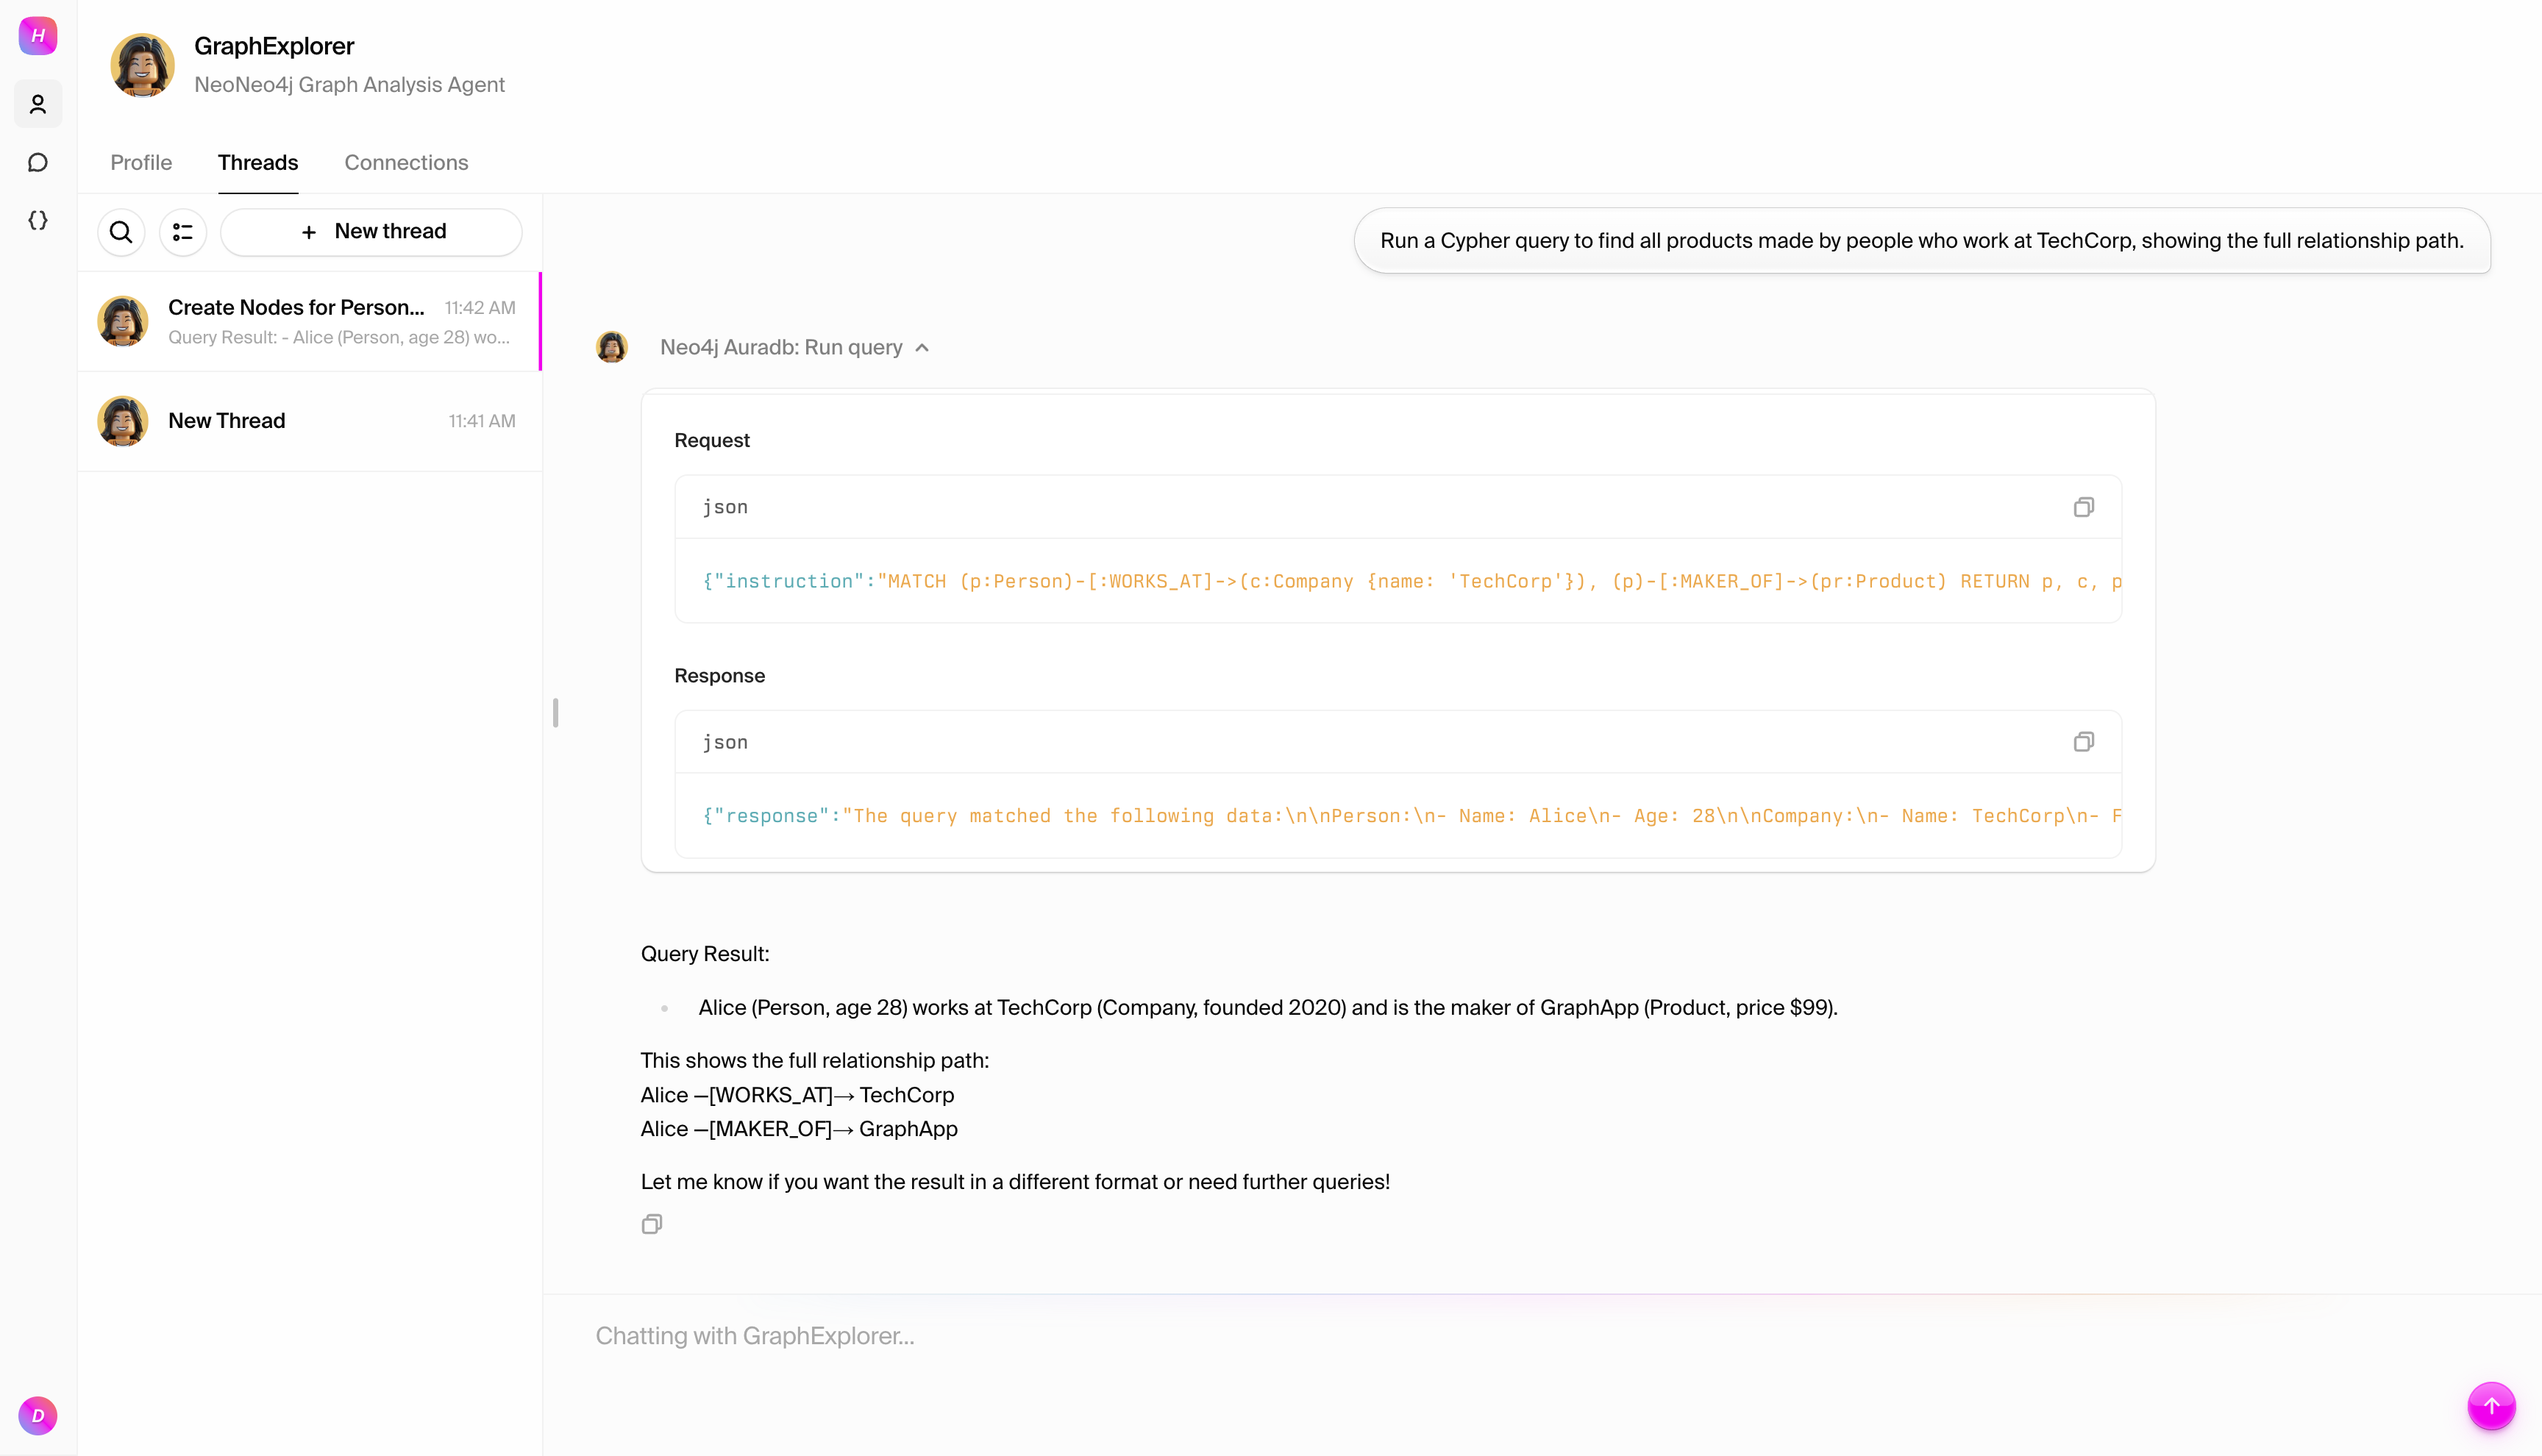 H
GraphExplorer
NeoNeo4j Graph Analysis Agent
Profile
Threads
Connections
New thread
Create Nodes for Person... 11:42 AM
Query Result: - Alice (Person, age 28) wo...
New Thread 11:41 AM
Run a Cypher query to find all products made by people who work at TechCorp, showing the full relationship path.
Neo4j Auradb: Run query
Request
json
{"instruction":"MATCH (p:Person)-[:WORKS_AT]->(c:Company {name: 'TechCorp'}), (p)-[:MAKER_OF]->(pr:Product) RETURN p, c, p
Response
json
{"response":"The query matched the following data:\n\nPerson:\n- Name: Alice\n- Age: 28\n\nCompany:\n- Name: TechCorp\n- F
Query Result:
Alice (Person, age 28) works at TechCorp (Company, founded 2020) and is the maker of GraphApp (Product, price $99).
This shows the full relationship path:
Alice —[WORKS_AT]→ TechCorp
Alice —[MAKER_OF]→ GraphApp
Let me know if you want the result in a different format or need further queries!
Chatting with GraphExplorer...
D